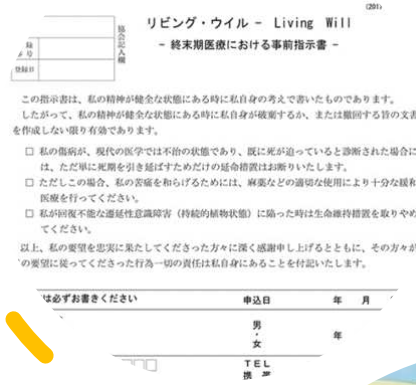 (201
協会記入欄
録
号
登録日
リビング・ウイル － Living Will
－ 終末期医療における事前指示書 －
この指示書は、私の精神が健全な状態にある時に私自身の考えで書いたものであります。
したがって、私の精神が健全な状態にある時に私自身が破棄するか、または撤回する旨の文書
を作成しない限り有効であります。
□ 私の傷病が、現代の医学では不治の状態であり、既に死が迫っていると診断された場合に
は、ただ単に死期を引き延ばすためだけの延命措置はお断りいたします。
□ ただしこの場合、私の苦痛を和らげるためには、麻薬などの適切な使用により十分な緩和
医療を行ってください。
□ 私が回復不能な遷延性意識障害（持続的植物状態）に陥った時は生命維持措置を取りやめ
てください。
以上、私の要望を忠実に果たしてくださった方々に深く感謝申し上げるとともに、その方々が
の要望に従ってくださった行為一切の責任は私自身にあることを付記いたします。
は必ずお書きください 申込日 年 月
男・女 年
TEL
携